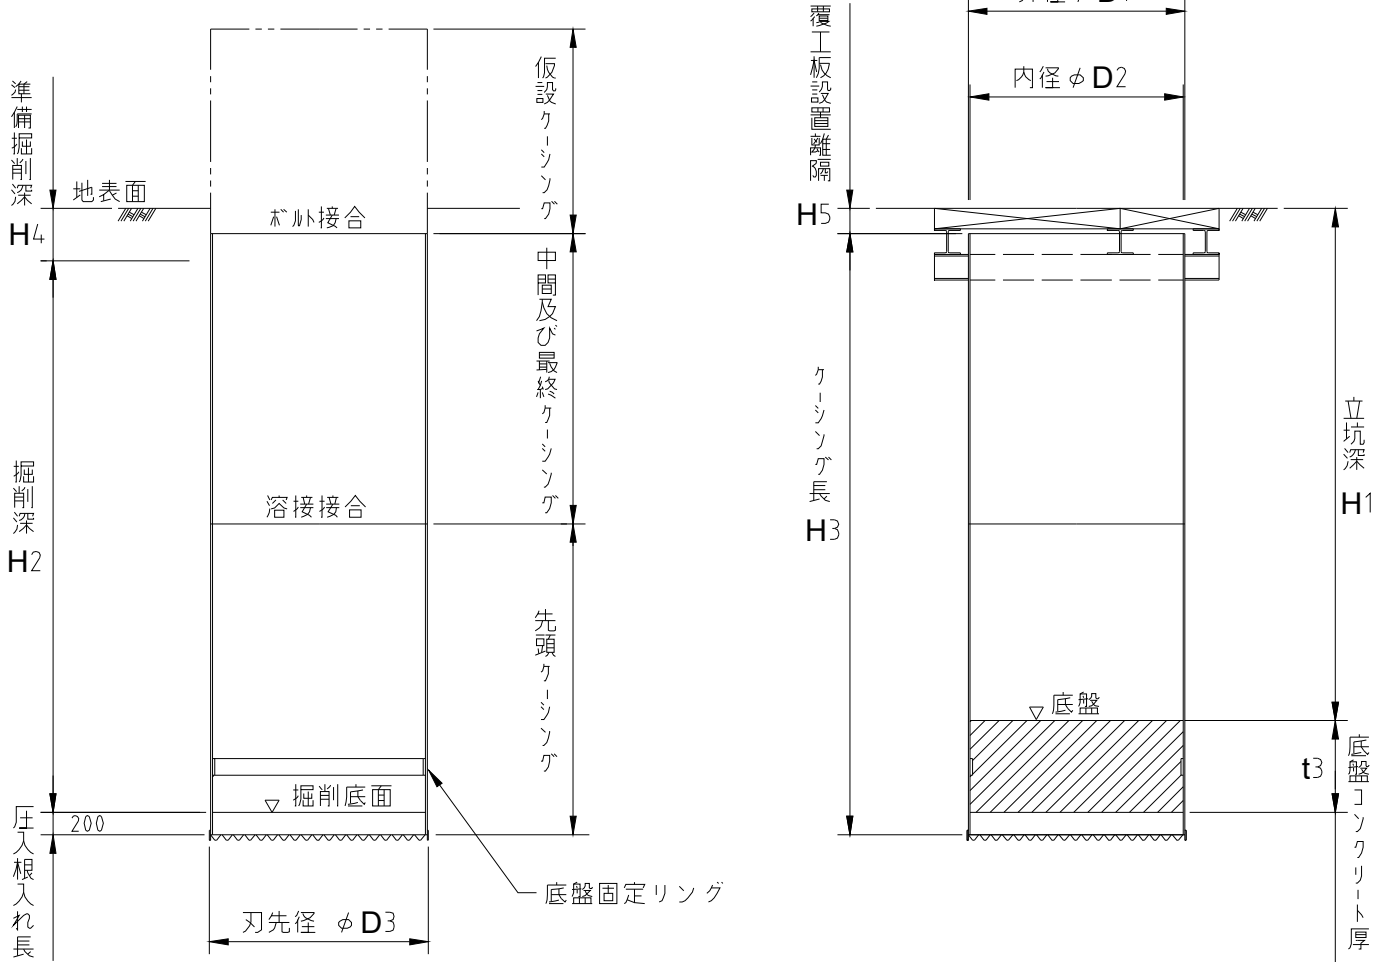 準備掘削深
H4
地表面
ボルト接合
仮設ケーシング
中間及び最終ケーシング
溶接接合
掘削深
H2
先頭ケーシング
掘削底面
200
圧入根入れ長
底盤固定リング
刃先径 φD3
覆工板設置離隔
H5
内径φD2
ケーシング長
H3
立坑深
H1
底盤
t3
底盤コンクリート厚